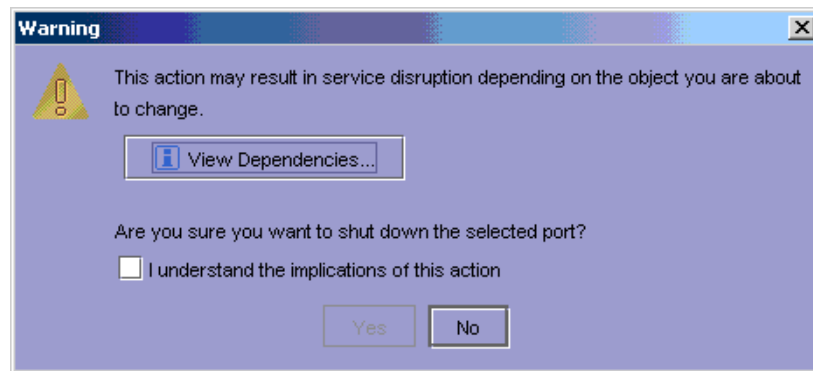 Warning
This action may result in service disruption depending on the object you are about
to change.
View Dependencies...
Are you sure you want to shut down the selected port?
I understand the implications of this action
Yes No